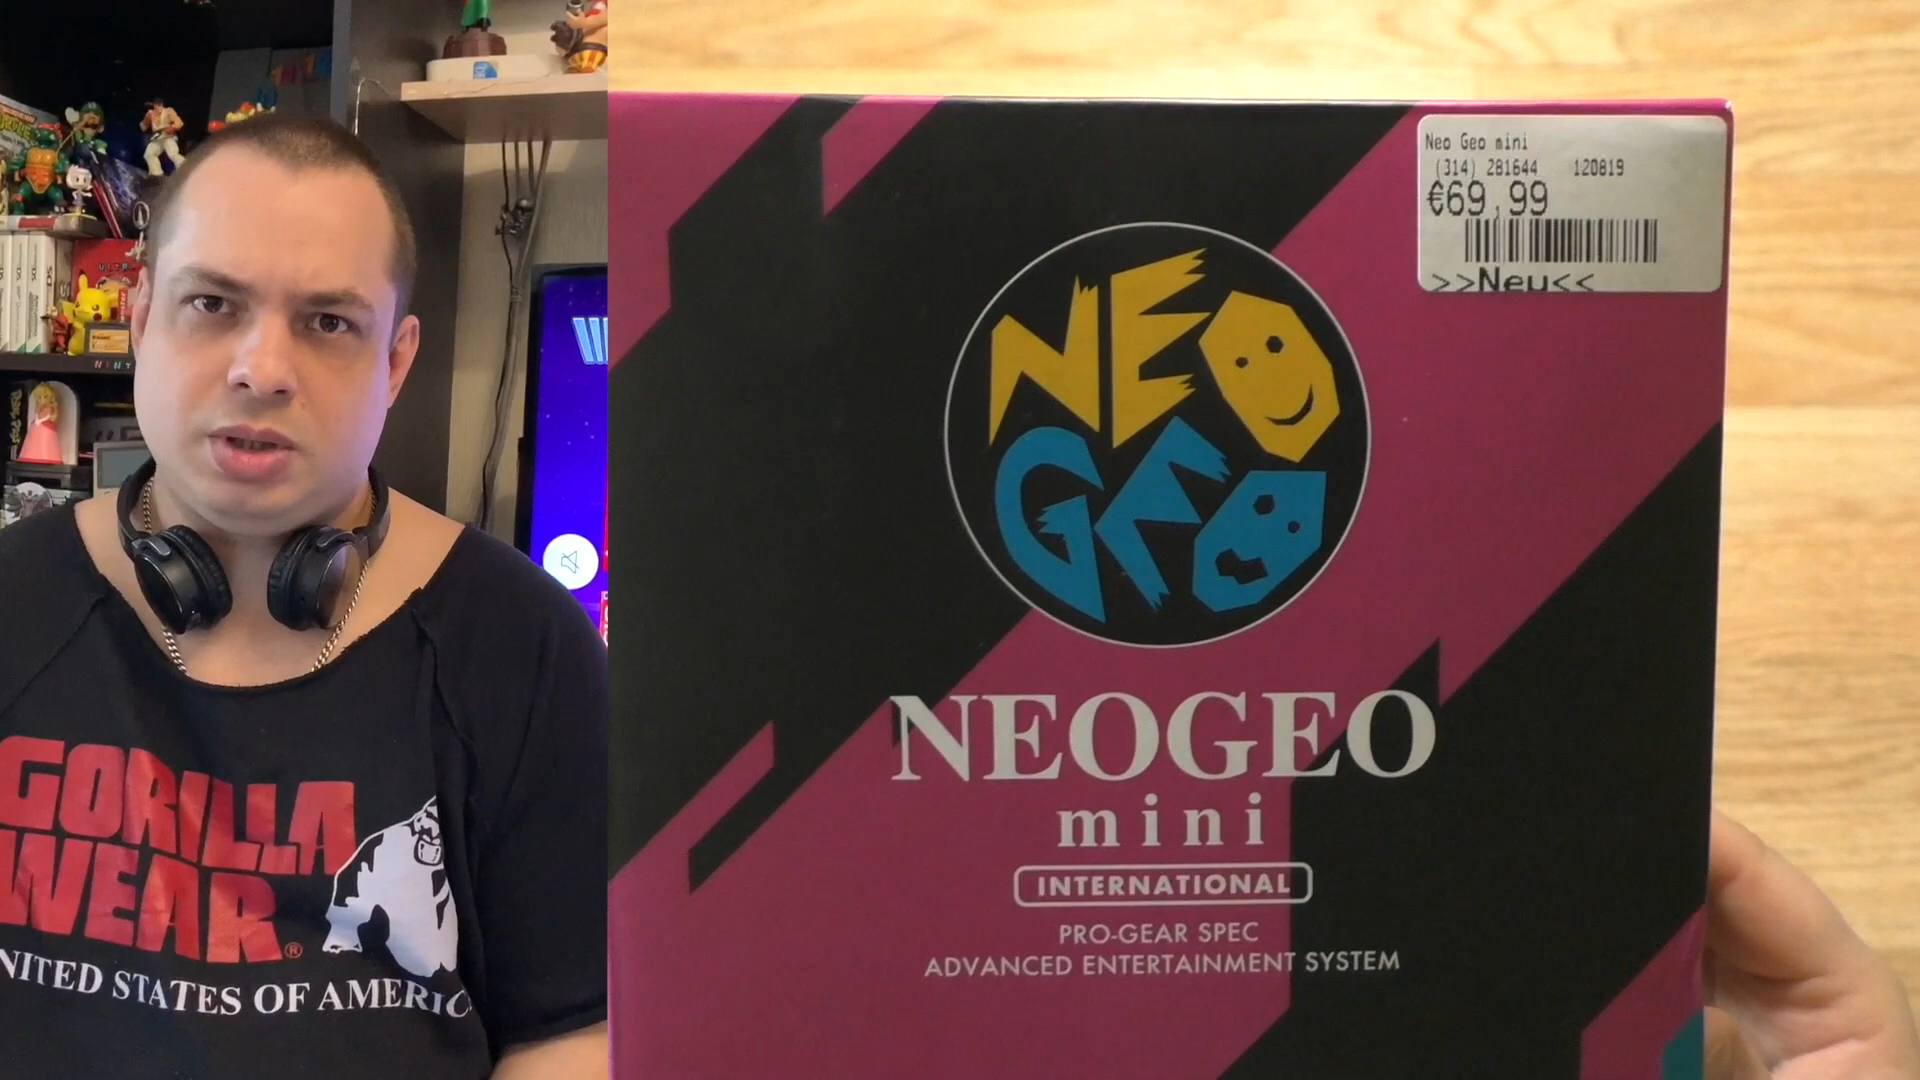 GORILLA
WEAR®
NITED STATES OF AMERIC
Neo Geo mini
(314) 281644 120819
€69,99
>>Neu<<
NEO
GEO
NEOGEO
mini
INTERNATIONAL
PRO-GEAR SPEC
ADVANCED ENTERTAINMENT SYSTEM